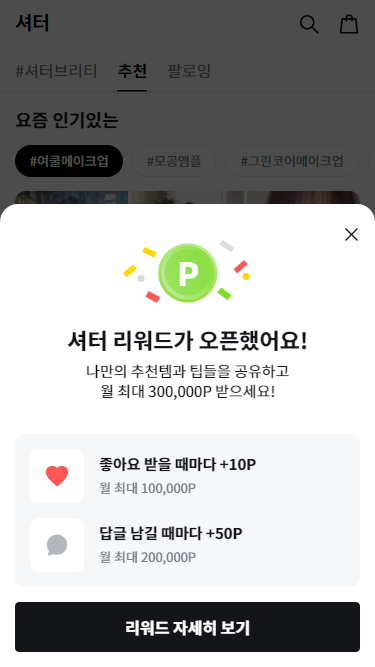 셔터
#셔터브리티 추천 팔로잉
요즘 인기있는
#여쿨메이크업 #모공앰플 #그린코어메이크업
P
셔터 리워드가 오픈했어요!
나만의 추천템과 팁들을 공유하고
월 최대 300,000P 받으세요!
좋아요 받을 때마다 +10P
월 최대 100,000P
답글 남길 때마다 +50P
월 최대 200,000P
리워드 자세히 보기